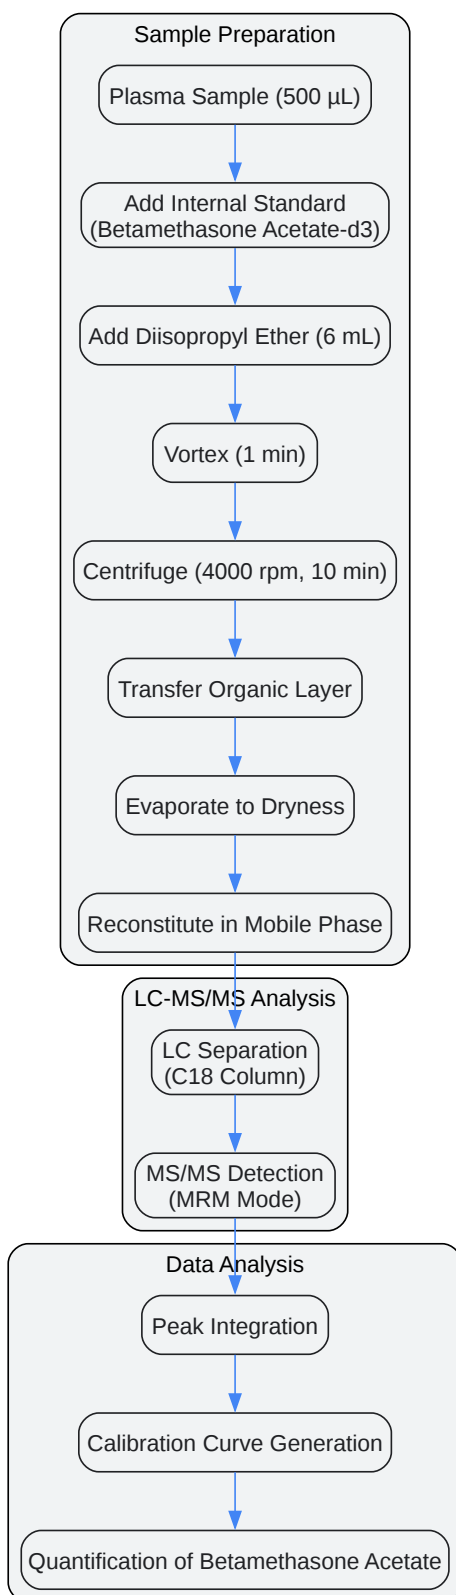 Sample Preparation
Plasma Sample (500 µL)
Add Internal Standard
(Betamethasone Acetate-d3)
Add Diisopropyl Ether (6 mL)
Vortex (1 min)
Centrifuge (4000 rpm, 10 min)
Transfer Organic Layer
Evaporate to Dryness
Reconstitute in Mobile Phase
LC-MS/MS Analysis
LC Separation
(C18 Column)
MS/MS Detection
(MRM Mode)
Data Analysis
Peak Integration
Calibration Curve Generation
Quantification of Betamethasone Acetate